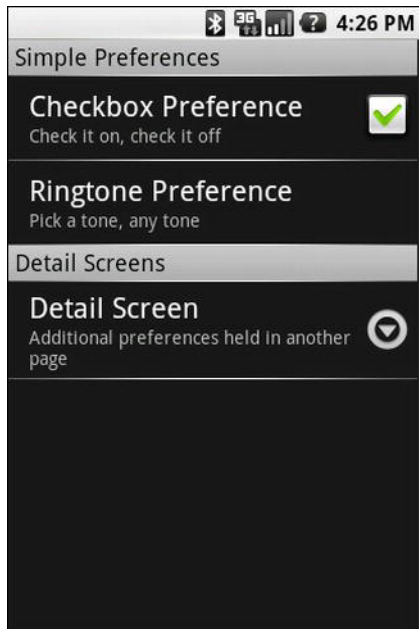 3G 4:26 PM
Simple Preferences
Checkbox Preference
Check it on, check it off
Ringtone Preference
Pick a tone, any tone
Detail Screens
Detail Screen
Additional preferences held in another
page